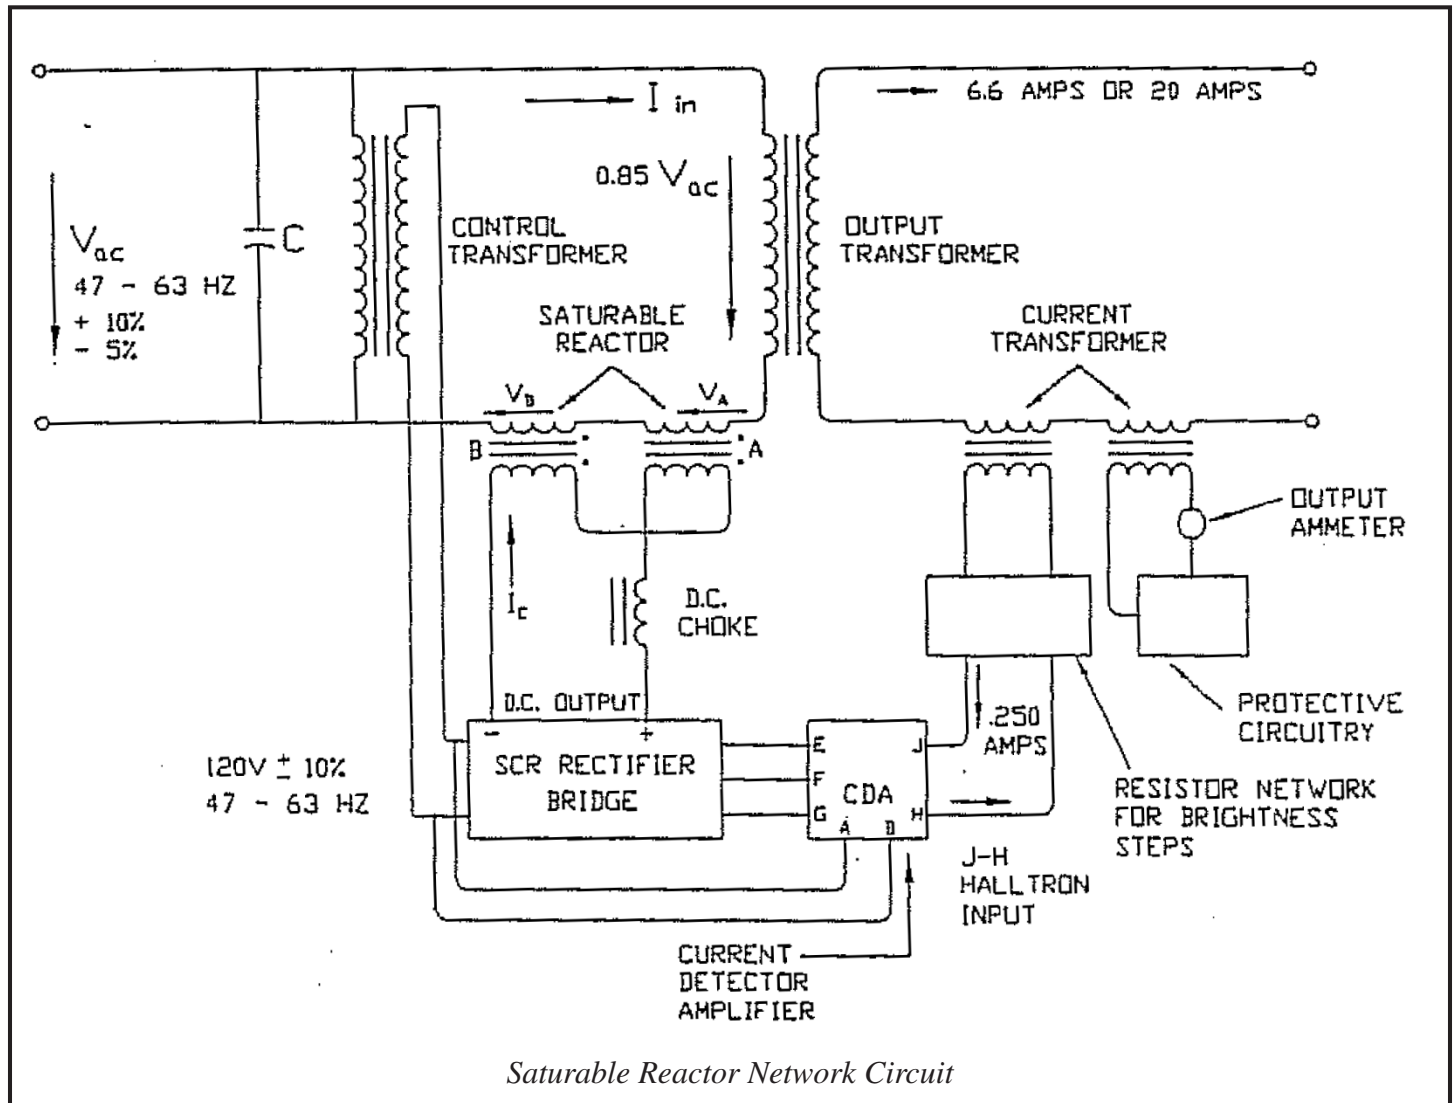 I in
6.6 AMPS OR 20 AMPS
0.85 Vac
Vac
47 - 63 HZ
+ 10%
- 5%
C
CONTROL
TRANSFORMER
OUTPUT
TRANSFORMER
SATURABLE
REACTOR
CURRENT
TRANSFORMER
VB
VA
B
A
OUTPUT
AMMETER
Ic
D.C.
CHOKE
D.C. OUTPUT
- +
.250
AMPS
PROTECTIVE
CIRCUITRY
120V ± 10%
47 - 63 HZ
SCR RECTIFIER
BRIDGE
E
F
G
CDA
J
H
A D
RESISTOR NETWORK
FOR BRIGHTNESS
STEPS
J-H
HALLTRON
INPUT
CURRENT
DETECTOR
AMPLIFIER
Saturable Reactor Network Circuit